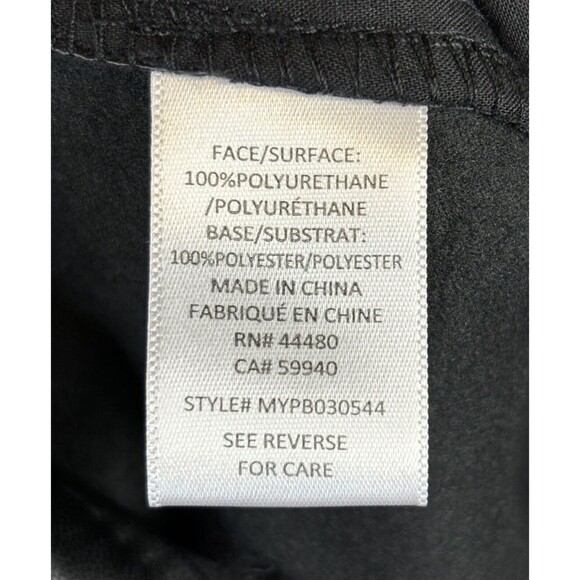 FACE/SURFACE:
100%POLYURETHANE
/POLYURÉTHANE
BASE/SUBSTRAT:
100%POLYESTER/POLYESTER
MADE IN CHINA
FABRIQUÉ EN CHINE
RN# 44480
CA# 59940
STYLE# MYPB030544
SEE REVERSE
FOR CARE